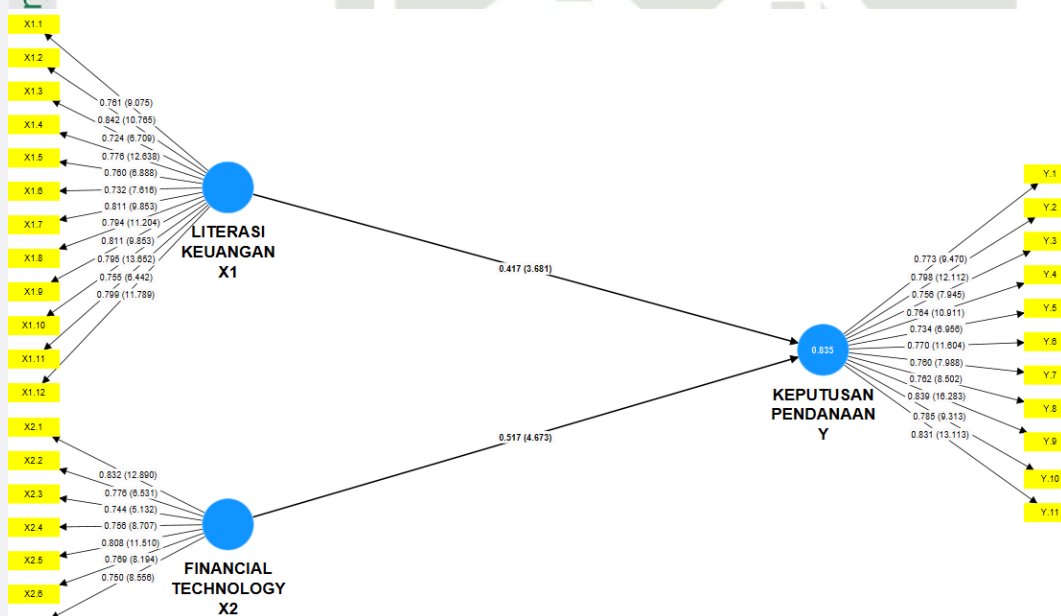 X1.1
X1.2
X1.3
X1.4
X1.5
X1.6
X1.7
X1.8
X1.9
X1.10
X1.11
X1.12
0.761 (9.075)
0.842 (10.765)
0.724 (6.709)
0.776 (12.638)
0.760 (6.888)
0.732 (7.616)
0.811 (9.853)
0.794 (11.204)
0.811 (9.853)
0.795 (13.652)
0.755 (6.442)
0.799 (11.789)
LITERASI
KEUANGAN
X1
0.417 (3.681)
X2.1
X2.2
X2.3
X2.4
X2.5
X2.6
0.832 (12.890)
0.776 (6.531)
0.744 (5.132)
0.756 (8.707)
0.808 (11.510)
0.769 (8.194)
0.750 (8.556)
FINANCIAL
TECHNOLOGY
X2
0.517 (4.673)
0.835
KEPUTUSAN
PENDANAAN
Y
0.773 (9.470)
0.798 (12.112)
0.756 (7.945)
0.764 (10.911)
0.734 (6.956)
0.770 (11.604)
0.760 (7.988)
0.762 (8.502)
0.839 (16.283)
0.785 (9.313)
0.831 (13.113)
Y.1
Y.2
Y.3
Y.4
Y.5
Y.6
Y.7
Y.8
Y.9
Y.10
Y.11